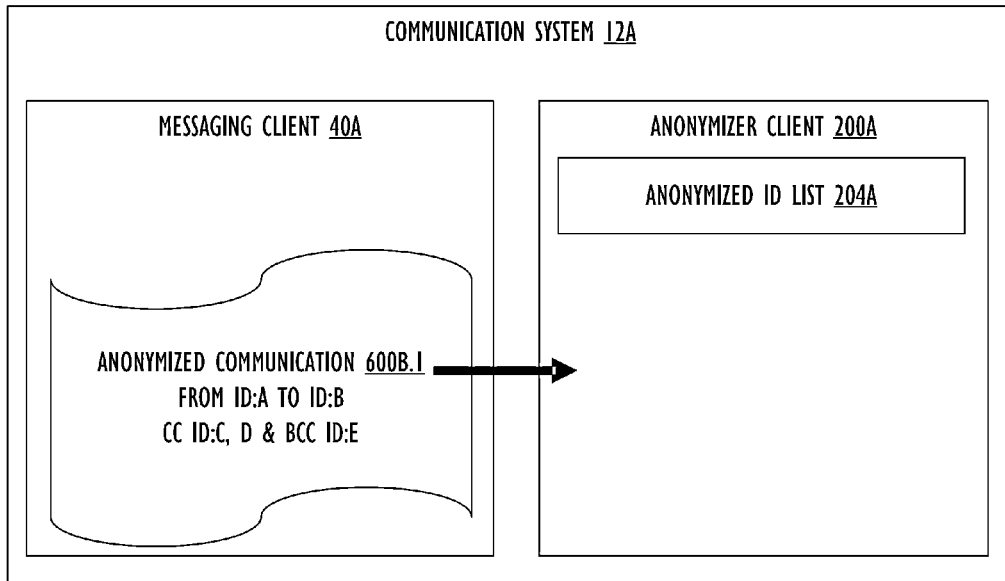 COMMUNICATION SYSTEM 12A
MESSAGING CLIENT 40A
ANONYMIZED COMMUNICATION 600B.1
FROM ID:A TO ID:B
CC ID:C, D & BCC ID:E
ANONYMIZER CLIENT 200A
ANONYMIZED ID LIST 204A